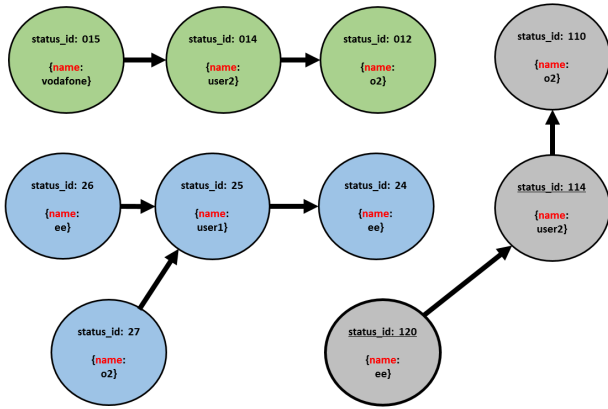 status_id: 015
{name:
vodafone}
status_id: 014
{name:
user2}
status_id: 012
{name:
o2}
status_id: 110
{name:
o2}
status_id: 26
{name:
ee}
status_id: 25
{name:
user1}
status_id: 24
{name:
ee}
status_id: 114
{name:
user2}
status_id: 27
{name:
o2}
status_id: 120
{name:
ee}